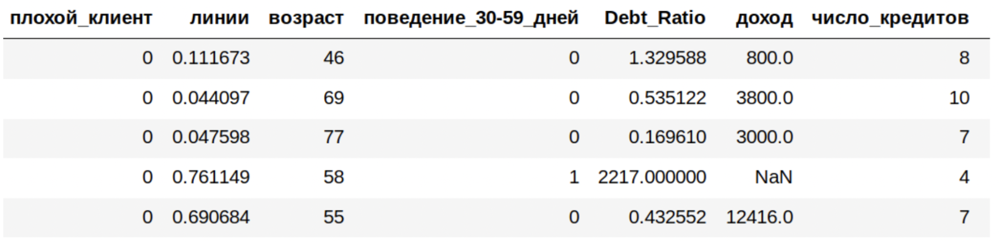 плохой_клиент линии возраст поведение_30-59_дней Debt_Ratio доход число_кредитов
0 0.111673 46 0 1.329588 800.0 8
0 0.044097 69 0 0.535122 3800.0 10
0 0.047598 77 0 0.169610 3000.0 7
0 0.761149 58 1 2217.000000 NaN 4
0 0.690684 55 0 0.432552 12416.0 7